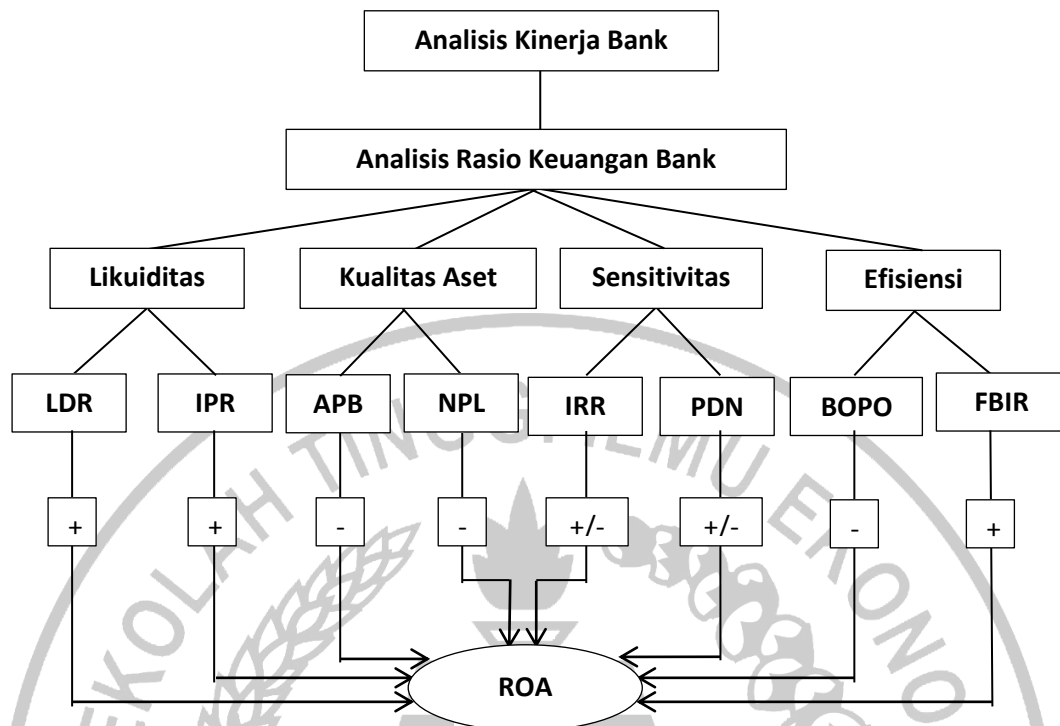 Analisis Kinerja Bank
Analisis Rasio Keuangan Bank
Likuiditas
Kualitas Aset
Sensitivitas
Efisiensi
LDR
IPR
APB
NPL
IRR
PDN
BOPO
FBIR
+
+
-
-
+/-
+/-
-
+
ROA